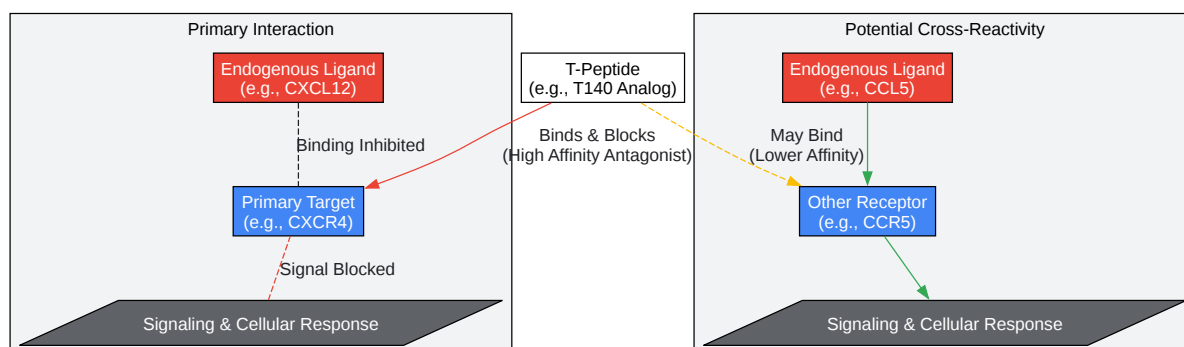 Primary Interaction
Potential Cross-Reactivity
Endogenous Ligand
(e.g., CXCL12)
T-Peptide
(e.g., T140 Analog)
Endogenous Ligand
(e.g., CCL5)
Binding Inhibited
Binds & Blocks
(High Affinity Antagonist)
May Bind
(Lower Affinity)
Primary Target
(e.g., CXCR4)
Other Receptor
(e.g., CCR5)
Signal Blocked
Signaling & Cellular Response
Signaling & Cellular Response